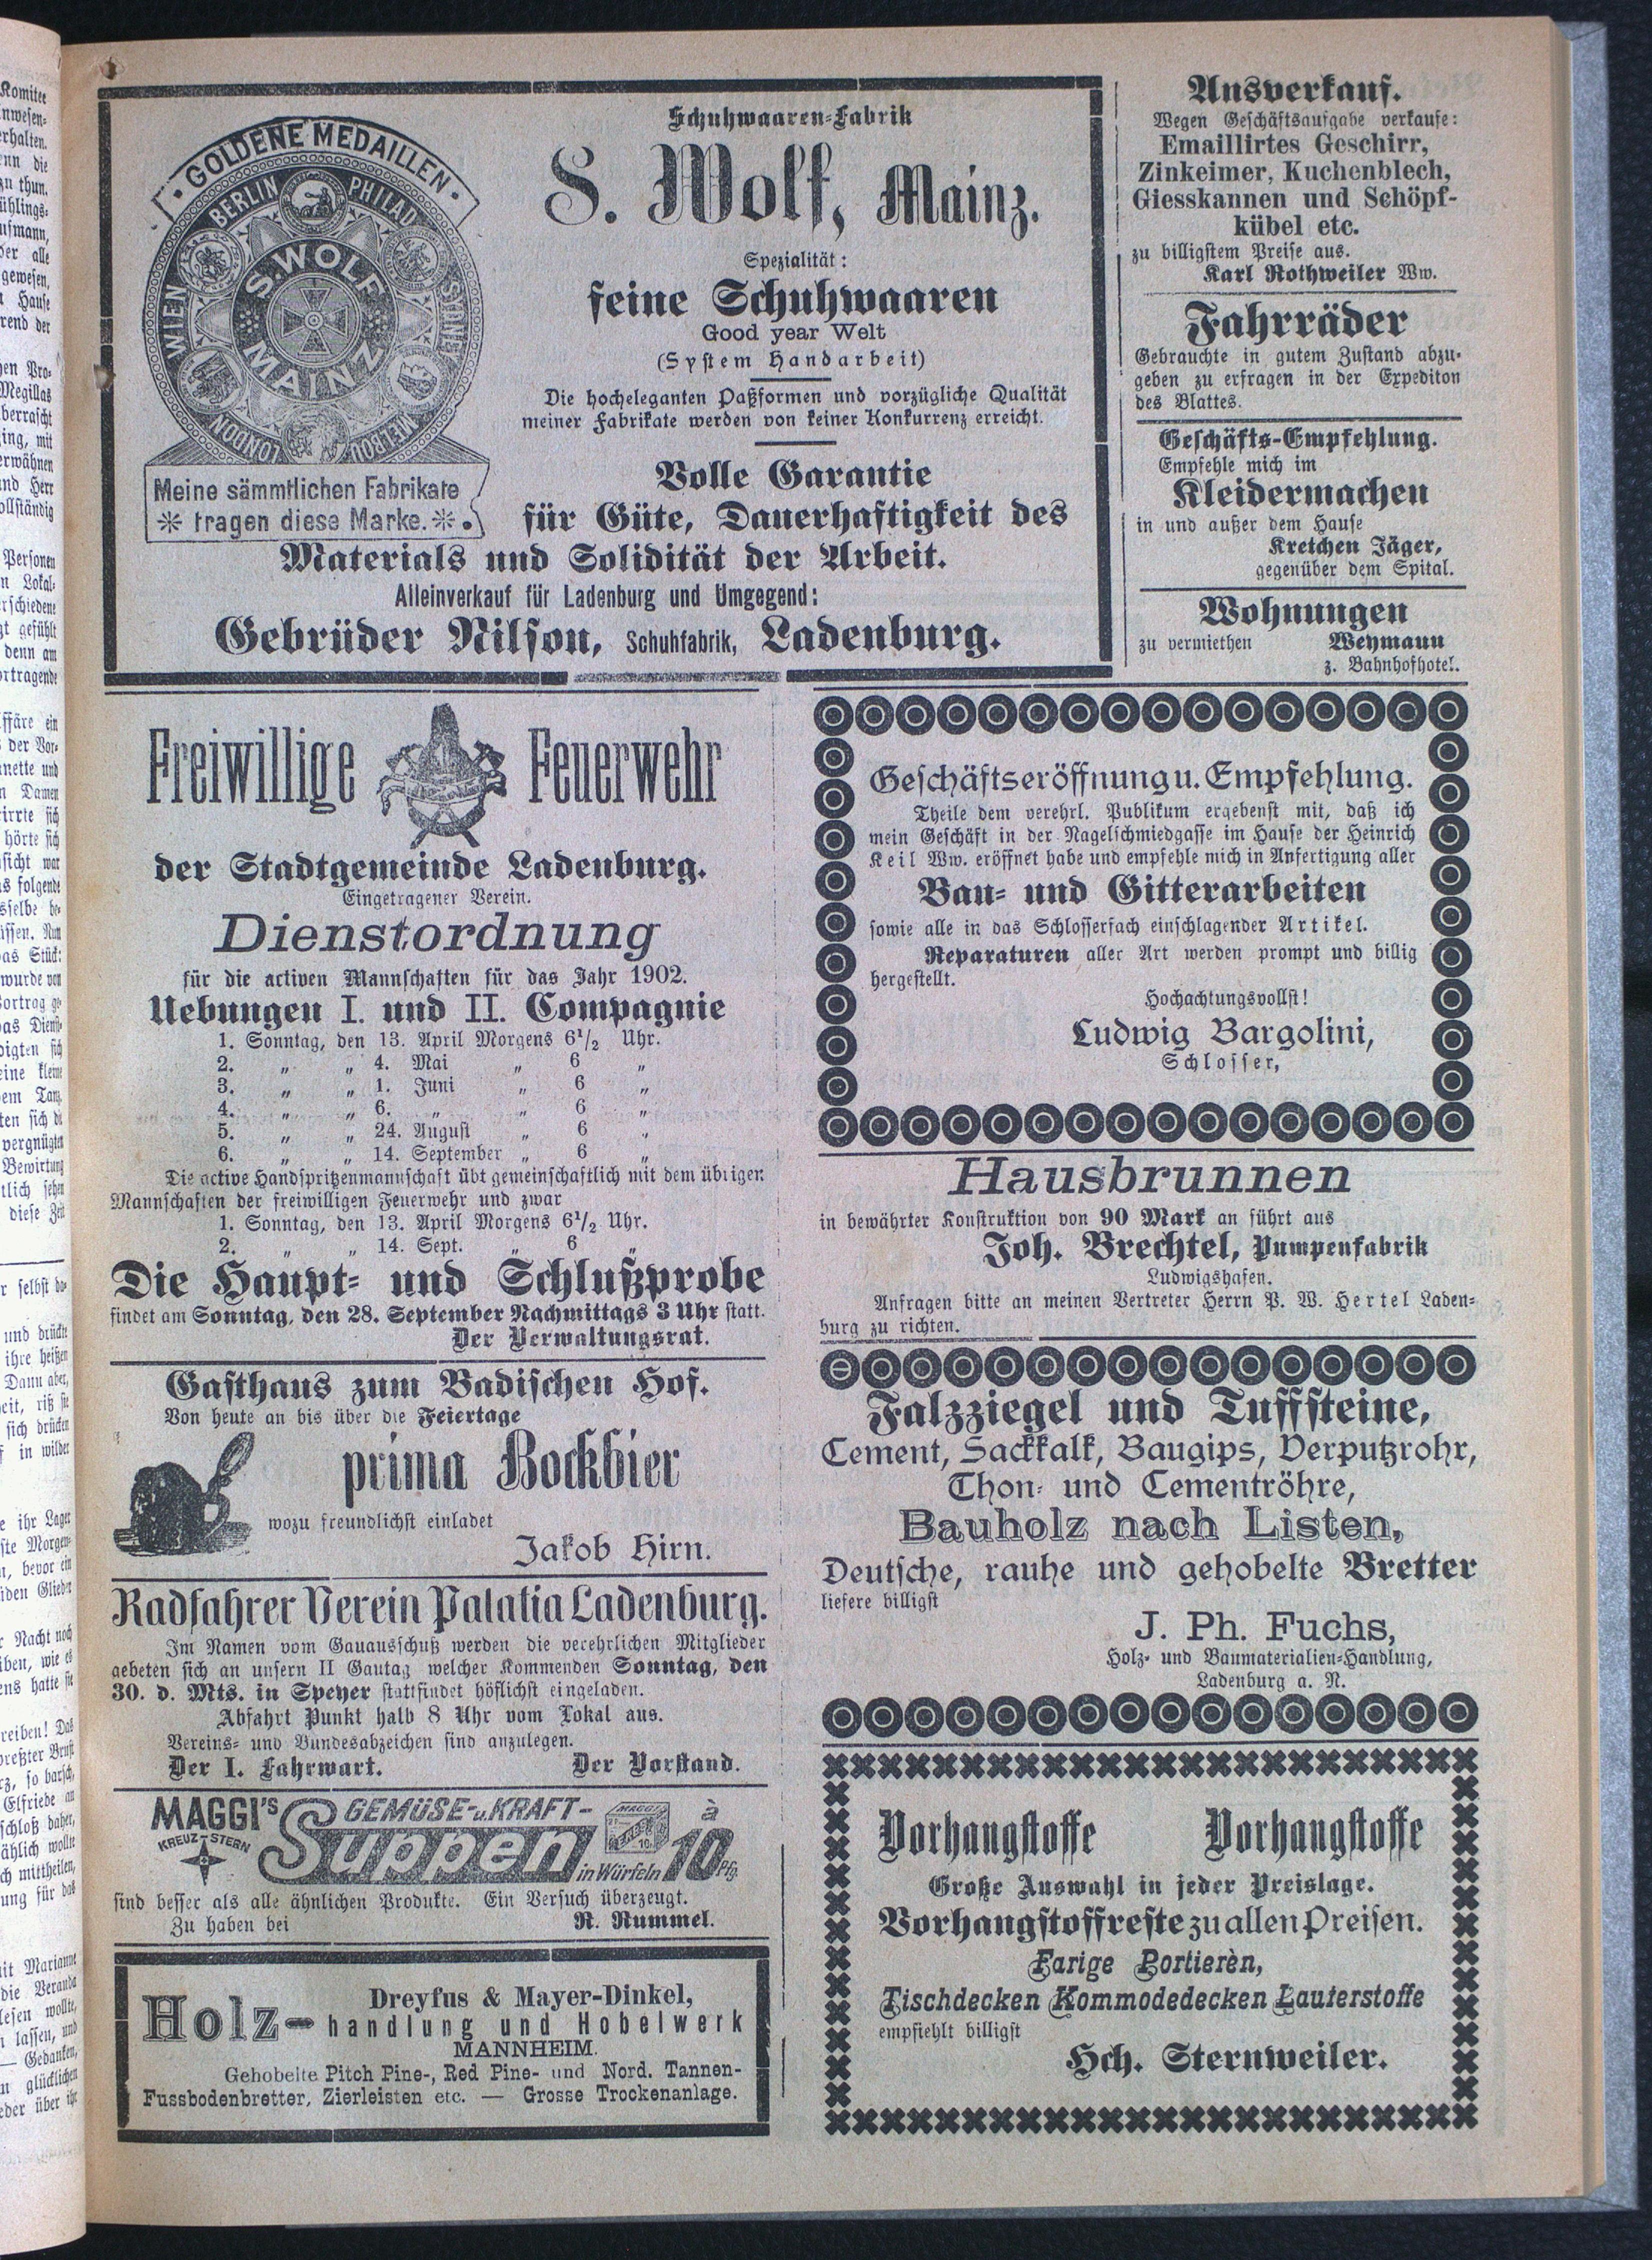 Schuhwaaren-Fabrik
S. Wolf, Mainz.
GOLDENE MEDAILLEN
BERLIN PHILAD
WIEN
LONDON
S. WOLF
MAINZ
Meine sämmtlichen Fabrikate
tragen diese Marke.
Spezialität:
feine Schuhwaaren
Good year Welt
(System Handarbeit)
Die hocheleganten Paßformen und vorzügliche Qualität
meiner Fabrikate werden von keiner Konkurrenz erreicht.
Volle Garantie
für Güte, Dauerhaftigkeit des
Materials und Solidität der Arbeit.
Alleinverkauf für Ladenburg und Umgegend:
Gebrüder Nilson, Schuhfabrik, Ladenburg.
Ausverkauf.
Wegen Geschäftsaufgabe verkaufe:
Emaillirtes Geschirr,
Zinkeimer, Kuchenblech,
Giesskannen und Schöpf-
kübel etc.
zu billigstem Preise aus.
Karl Rothweiler Ww.
Fahrräder
Gebrauchte in gutem Zustand abzu-
geben zu erfragen in der Expediton
des Blattes.
Geschäfts-Empfehlung.
Empfehle mich im
Kleidermachen
in und außer dem Hause
Kretchen Jäger,
gegenüber dem Spital.
Wohnungen
zu vermiethen Weymann
z. Bahnhofhotel.
Freiwillige Feuerwehr
der Stadtgemeinde Ladenburg.
Eingetragener Verein.
Dienstordnung
für die activen Mannschaften für das Jahr 1902.
Uebungen I. und II. Compagnie
1. Sonntag, den 13. April Morgens 6 1/2 Uhr.
2. „ „ 4. Mai „ 6 „
3. „ „ 1. Juni „ 6 „
4. „ „ 6. „ „ 6 „
5. „ „ 24. August „ 6 „
6. „ „ 14. September „ 6 „
Die active Handspritzenmannschaft übt gemeinschaftlich mit dem übrigen
Mannschaften der freiwilligen Feuerwehr und zwar
1. Sonntag, den 13. April Morgens 6 1/2 Uhr.
2. „ „ 14. Sept. „ 6 „
Die Haupt- und Schlußprobe
findet am Sonntag, den 28. September Nachmittags 3 Uhr statt.
Der Verwaltungsrat.
Gasthaus zum Badischen Hof.
Von heute an bis über die Feiertage
prima Bockbier
wozu freundlichst einladet
Jakob Hirn.
Radfahrer Verein Palatia Ladenburg.
Im Namen vom Gauausschuß werden die verehrlichen Mitglieder
gebeten sich an unsern II Gautag welcher Kommenden Sonntag, den
30. d. Mts. in Speyer stattfindet höflichst eingeladen.
Abfahrt Punkt halb 8 Uhr vom Lokal aus.
Vereins- und Bundesabzeichen sind anzulegen.
Der I. Fahrwart. Der Vorstand.
MAGGI'S GEMÜSE- u. KRAFT-
KREUZ-STERN
Suppen in Würfeln à 10 Pfg.
sind besser als alle ähnlichen Produkte. Ein Versuch überzeugt.
Zu haben bei R. Rummel.
Dreyfus & Mayer-Dinkel,
Holz-handlung und Hobelwerk
MANNHEIM.
Gehobelte Pitch Pine-, Red Pine- und Nord. Tannen-
Fussbodenbretter, Zierleisten etc. — Grosse Trockenanlage.
Geschäftseröffnung u. Empfehlung.
Theile dem verehrl. Publikum ergebenst mit, daß ich
mein Geschäft in der Nagelschmiedgasse im Hause der Heinrich
Keil Ww. eröffnet habe und empfehle mich in Anfertigung aller
Bau- und Gitterarbeiten
sowie alle in das Schlosserfach einschlagender Artikel.
Reparaturen aller Art werden prompt und billig
hergestellt.
Hochachtungsvollst!
Ludwig Bargolini,
Schlosser,
Hausbrunnen
in bewährter Konstruktion von 90 Mark an führt aus
Joh. Brechtel, Pumpenfabrik
Ludwigshafen.
Anfragen bitte an meinen Vertreter Herrn P. W. Hertel Laden-
burg zu richten.
Falzziegel und Tuffsteine,
Cement, Sackkalk, Baugips, Verputzrohr,
Thon- und Cementröhre,
Bauholz nach Listen,
Deutsche, rauhe und gehobelte Bretter
liefere billigst
J. Ph. Fuchs,
Holz- und Baumaterialien-Handlung,
Ladenburg a. N.
Vorhangstoffe Vorhangstoffe
Große Auswahl in jeder Preislage.
Vorhangstoffreste zu allen Preisen.
Farige Portierèn,
Tischdecken Kommodedecken Lauferstoffe
empfiehlt billigst
Hch. Sternweiler.